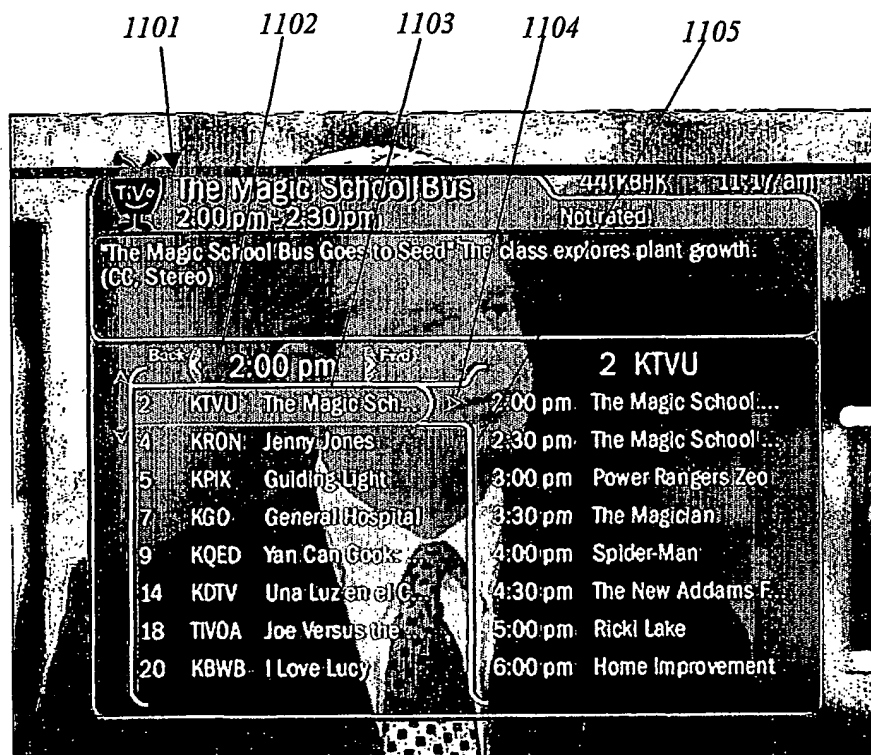 1101 1102 1103 1104 1105
TiVo The Magic School Bus 44 KBHK 11:17 am
2:00 pm - 2:30 pm Not rated
"The Magic School Bus Goes to Seed" The class explores plant growth.
(CC, Stereo)
Back 2:00 pm Fwd
2 KTVU The Magic Sch...
4 KRON Jenny Jones
5 KPIX Guiding Light
7 KGO General Hospital
9 KQED Yan Can Cook:
14 KDTV Una Luz en el C...
18 TIVOA Joe Versus the
20 KBWB I Love Lucy
2 KTVU
2:00 pm The Magic School ...
2:30 pm The Magic School ...
3:00 pm Power Rangers Zeo
3:30 pm The Magician
4:00 pm Spider-Man
4:30 pm The New Addams F...
5:00 pm Ricki Lake
6:00 pm Home Improvement